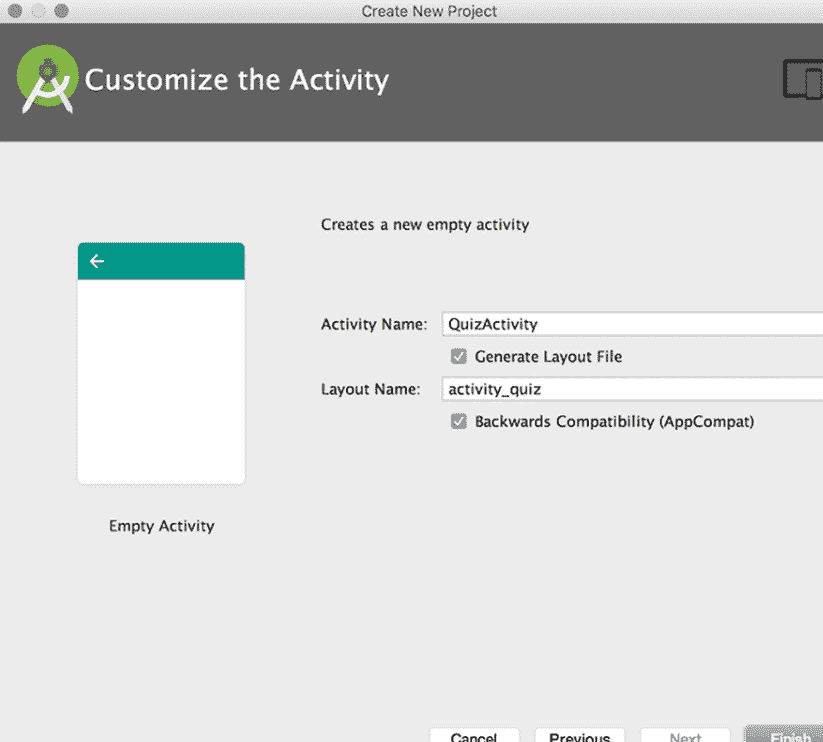 Create New Project
Customize the Activity
Creates a new empty activity
Activity Name: QuizActivity
Generate Layout File
Layout Name: activity_quiz
Backwards Compatibility (AppCompat)
Empty Activity
Cancel Previous Next Finish